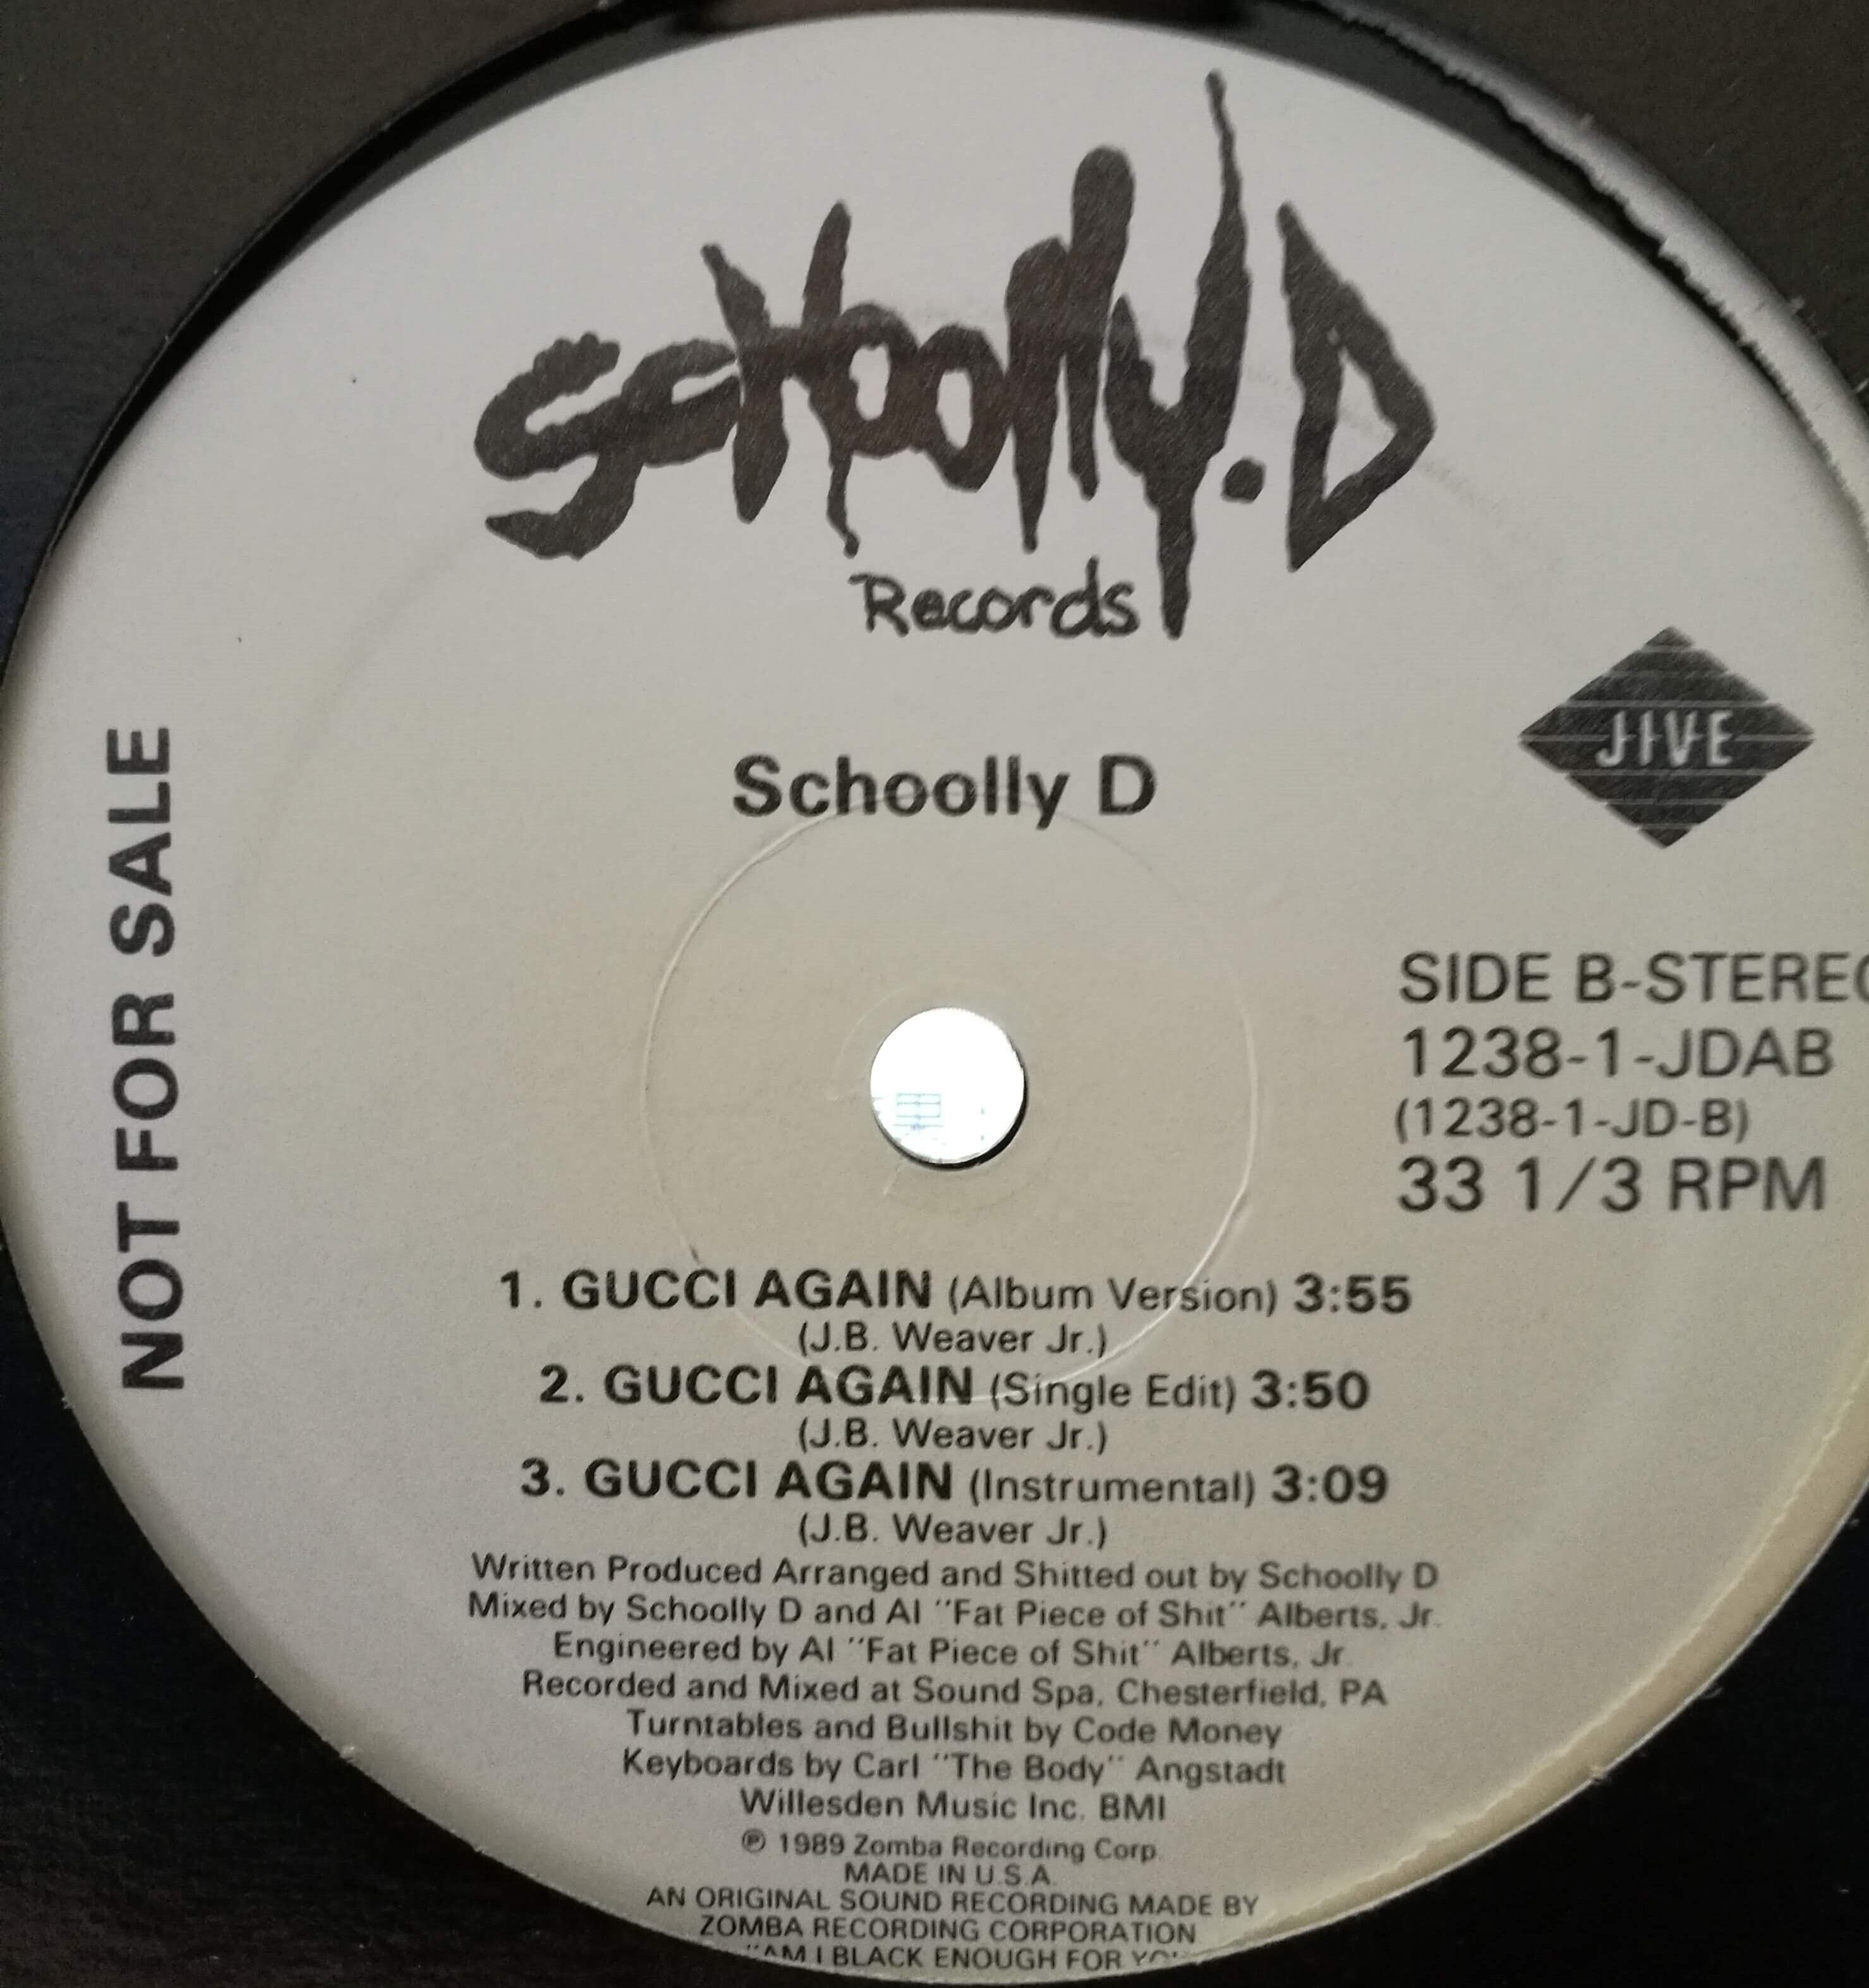 SCHOOLLY.D
Records
Schoolly D
JIVE
NOT FOR SALE
SIDE B-STEREO
1238-1-JDAB
(1238-1-JD-B)
33 1/3 RPM
1. GUCCI AGAIN (Album Version) 3:55
(J.B. Weaver Jr.)
2. GUCCI AGAIN (Single Edit) 3:50
(J.B. Weaver Jr.)
3. GUCCI AGAIN (Instrumental) 3:09
(J.B. Weaver Jr.)
Written Produced Arranged and Shitted out by Schoolly D
Mixed by Schoolly D and Al "Fat Piece of Shit" Alberts, Jr.
Engineered by Al "Fat Piece of Shit" Alberts, Jr.
Recorded and Mixed at Sound Spa, Chesterfield, PA
Turntables and Bullshit by Code Money
Keyboards by Carl "The Body" Angstadt
Willesden Music Inc. BMI
℗ 1989 Zomba Recording Corp.
MADE IN U.S.A.
AN ORIGINAL SOUND RECORDING MADE BY
ZOMBA RECORDING CORPORATION
"AM I BLACK ENOUGH FOR